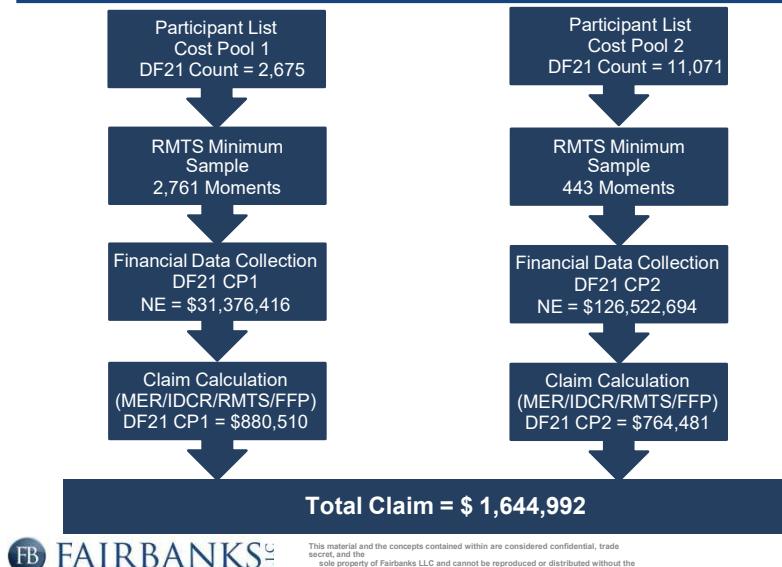 Participant List
Cost Pool 1
DF21 Count = 2,675
RMTS Minimum
Sample
2,761 Moments
Financial Data Collection
DF21 CP1
NE = $31,376,416
Claim Calculation
(MER/IDCR/RMTS/FFP)
DF21 CP1 = $880,510
Participant List
Cost Pool 2
DF21 Count = 11,071
RMTS Minimum
Sample
443 Moments
Financial Data Collection
DF21 CP2
NE = $126,522,694
Claim Calculation
(MER/IDCR/RMTS/FFP)
DF21 CP2 = $764,481
Total Claim = $ 1,644,992
FB FAIRBANKS LLC
This material and the concepts contained within are considered confidential, trade
secret, and the
sole property of Fairbanks LLC and cannot be reproduced or distributed without the